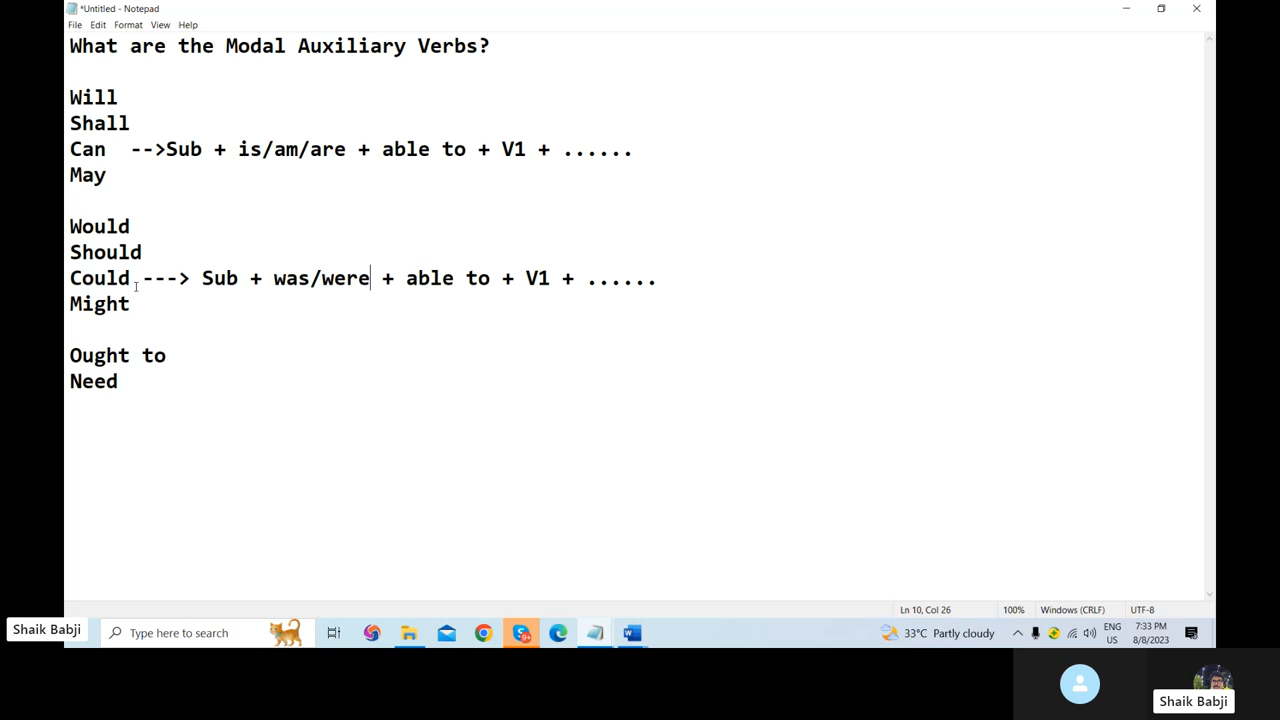 *Untitled - Notepad
File Edit Format View Help
What are the Modal Auxiliary Verbs?
Will
Shall
Can -->Sub + is/am/are + able to + V1 + ......
May
Would
Should
Could ---> Sub + was/were + able to + V1 + ......
Might
Ought to
Need
Ln 10, Col 26 100% Windows (CRLF) UTF-8
Shaik Babji
Type here to search
9+
W
33°C Partly cloudy
ENG
US
7:33 PM
8/8/2023
Shaik Babji